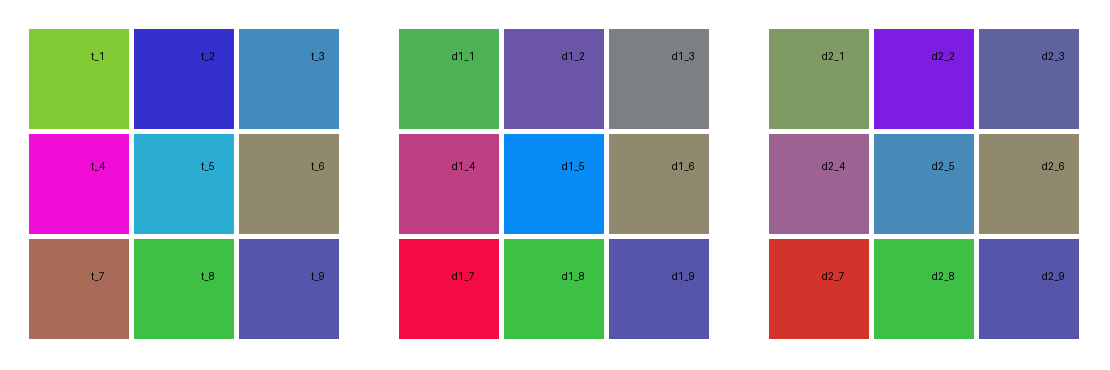 t_1 t_2 t_3 d1_1 d1_2 d1_3 d2_1 d2_2 d2_3
t_4 t_5 t_6 d1_4 d1_5 d1_6 d2_4 d2_5 d2_6
t_7 t_8 t_9 d1_7 d1_8 d1_9 d2_7 d2_8 d2_9